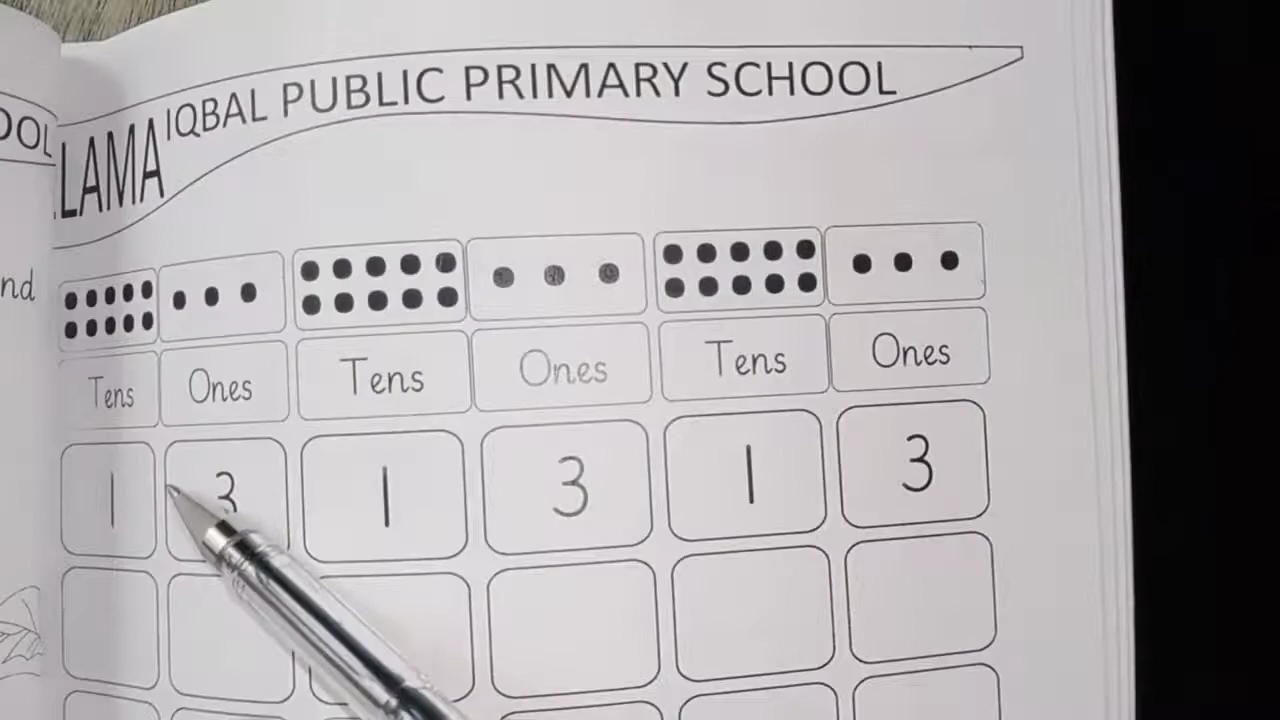 OOL
LAMA IQBAL PUBLIC PRIMARY SCHOOL
nd
Tens Ones Tens Ones Tens Ones
1 3 1 3 1 3